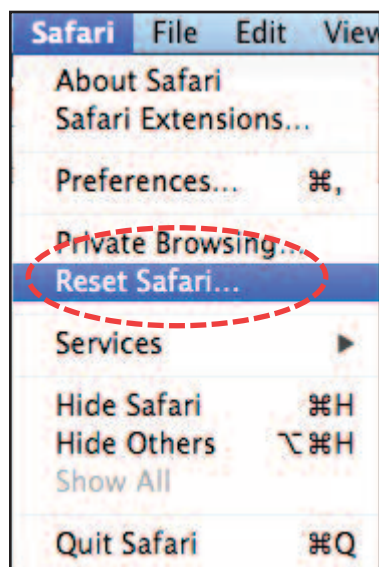 Safari File Edit View
About Safari
Safari Extensions...
Preferences... ⌘,
Private Browsing...
Reset Safari...
Services ▶
Hide Safari ⌘H
Hide Others ⌥⌘H
Show All
Quit Safari ⌘Q